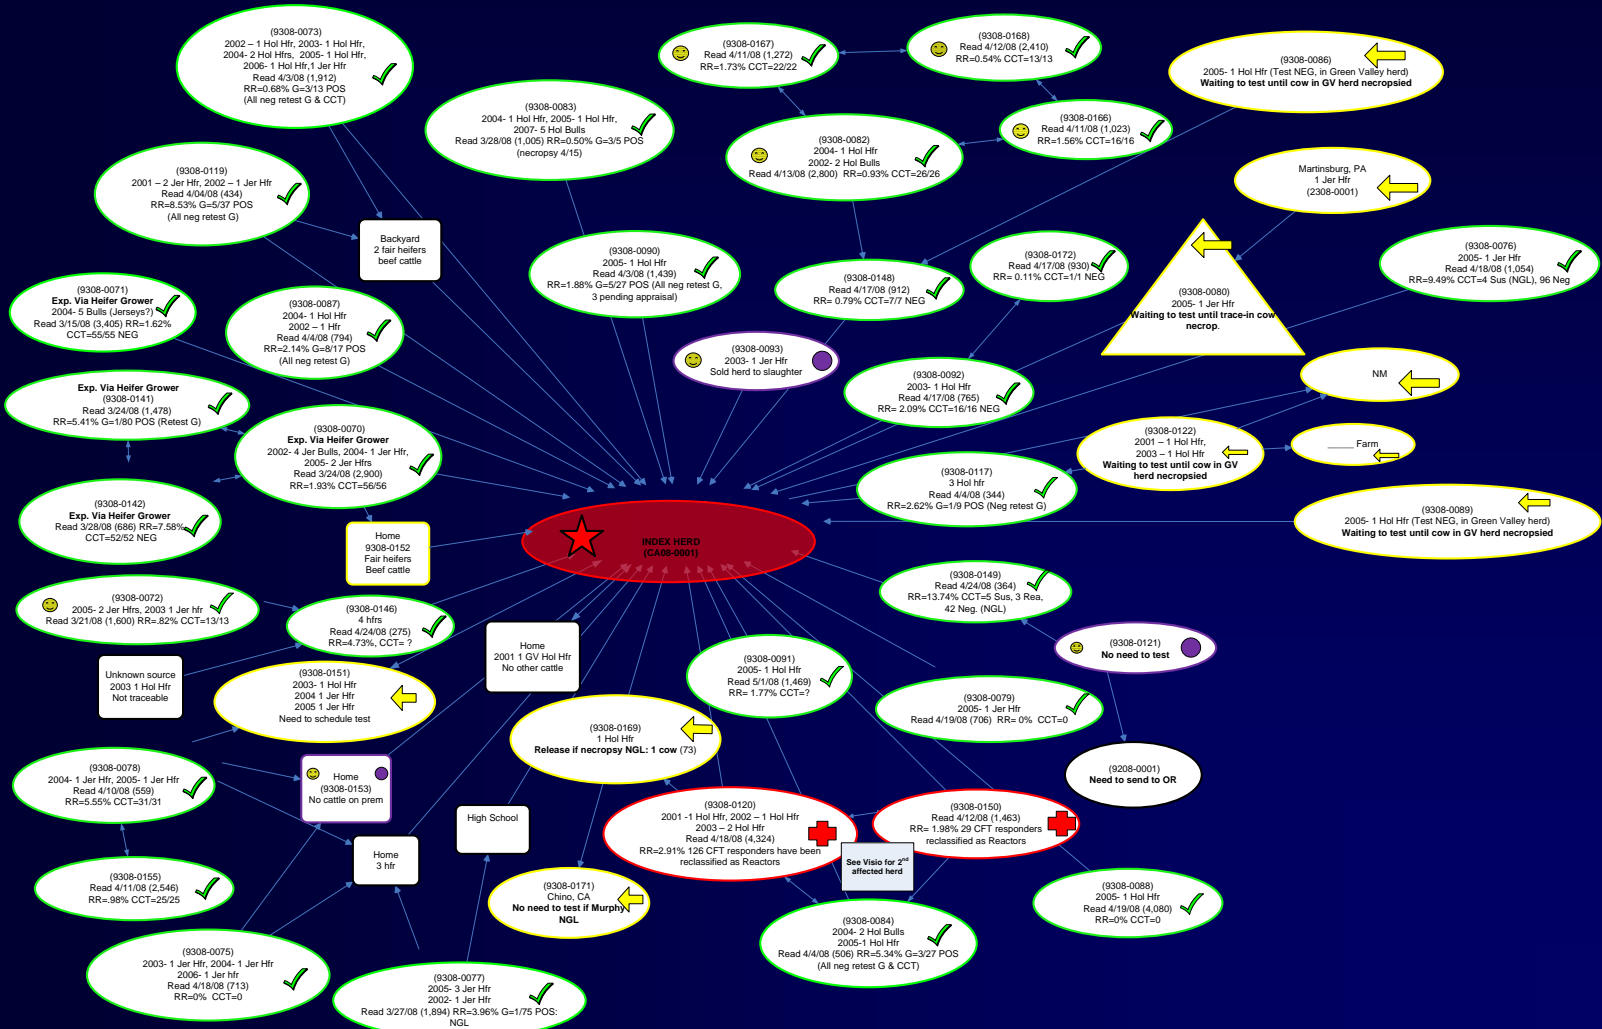 (9308-0073)
2002 – 1 Hol Hfr, 2003- 1 Hol Hfr,
2004- 2 Hol Hfrs, 2005- 1 Hol Hfr,
2006- 1 Hol Hfr,1 Jer Hfr
Read 4/3/08 (1,912)
RR=0.68% G=3/13 POS
(All neg retest G & CCT)
(9308-0083)
2004- 1 Hol Hfr, 2005- 1 Hol Hfr,
2007- 5 Hol Bulls
Read 3/28/08 (1,005) RR=0.50% G=3/5 POS
(necropsy 4/15)
(9308-0167)
Read 4/11/08 (1,272)
RR=1.73% CCT=22/22
(9308-0168)
Read 4/12/08 (2,410)
RR=0.54% CCT=13/13
(9308-0086)
2005- 1 Hol Hfr (Test NEG, in Green Valley herd)
Waiting to test until cow in GV herd necropsied
(9308-0082)
2004- 1 Hol Hfr
2002- 2 Hol Bulls
Read 4/13/08 (2,800) RR=0.93% CCT=26/26
(9308-0166)
Read 4/11/08 (1,023)
RR=1.56% CCT=16/16
Martinsburg, PA
1 Jer Hfr
(2308-0001)
(9308-0119)
2001 – 2 Jer Hfr, 2002 – 1 Jer Hfr
Read 4/04/08 (434)
RR=8.53% G=5/37 POS
(All neg retest G)
Backyard
2 fair heifers
beef cattle
(9308-0090)
2005- 1 Hol Hfr
Read 4/3/08 (1,439)
RR=1.88% G=5/27 POS (All neg retest G,
3 pending appraisal)
(9308-0148)
Read 4/17/08 (912)
RR= 0.79% CCT=7/7 NEG
(9308-0172)
Read 4/17/08 (930)
RR= 0.11% CCT=1/1 NEG
(9308-0080)
2005- 1 Jer Hfr
Waiting to test until trace-in cow
necrop.
(9308-0076)
2005- 1 Jer Hfr
Read 4/18/08 (1,054)
RR=9.49% CCT=4 Sus (NGL), 96 Neg
(9308-0071)
Exp. Via Heifer Grower
2004- 5 Bulls (Jerseys?)
Read 3/15/08 (3,405) RR=1.62%
CCT=55/55 NEG
(9308-0087)
2004- 1 Hol Hfr
2002 – 1 Hfr
Read 4/4/08 (794)
RR=2.14% G=8/17 POS
(All neg retest G)
(9308-0093)
2003- 1 Jer Hfr
Sold herd to slaughter
(9308-0092)
2003- 1 Hol Hfr
Read 4/17/08 (765)
RR= 2.09% CCT=16/16 NEG
NM
Exp. Via Heifer Grower
(9308-0141)
Read 3/24/08 (1,478)
RR=5.41% G=1/80 POS (Retest G)
(9308-0070)
Exp. Via Heifer Grower
2002- 4 Jer Bulls, 2004- 1 Jer Hfr,
2005- 2 Jer Hfrs
Read 3/24/08 (2,900)
RR=1.93% CCT=56/56
(9308-0122)
2001 – 1 Hol Hfr,
2003 – 1 Hol Hfr
Waiting to test until cow in GV
herd necropsied
_____ Farm
(9308-0117)
3 Hol hfr
Read 4/4/08 (344)
RR=2.62% G=1/9 POS (Neg retest G)
(9308-0142)
Exp. Via Heifer Grower
Read 3/28/08 (686) RR=7.58%
CCT=52/52 NEG
Home
9308-0152
Fair heifers
Beef cattle
INDEX HERD
(CA08-0001)
(9308-0089)
2005- 1 Hol Hfr (Test NEG, in Green Valley herd)
Waiting to test until cow in GV herd necropsied
(9308-0149)
Read 4/24/08 (364)
RR=13.74% CCT=5 Sus, 3 Rea,
42 Neg. (NGL)
(9308-0072)
2005- 2 Jer Hfrs, 2003 1 Jer hfr
Read 3/21/08 (1,600) RR=.82% CCT=13/13
(9308-0146)
4 hfrs
Read 4/24/08 (275)
RR=4.73%, CCT= ?
Home
2001 1 GV Hol Hfr
No other cattle
(9308-0121)
No need to test
Unknown source
2003 1 Hol Hfr
Not traceable
(9308-0151)
2003- 1 Hol Hfr
2004 1 Jer Hfr
2005 1 Jer Hfr
Need to schedule test
(9308-0091)
2005- 1 Hol Hfr
Read 5/1/08 (1,469)
RR= 1.77% CCT=?
(9308-0079)
2005- 1 Jer Hfr
Read 4/19/08 (706) RR= 0% CCT=0
(9308-0169)
1 Hol Hfr
Release if necropsy NGL: 1 cow (73)
(9208-0001)
Need to send to OR
(9308-0078)
2004- 1 Jer Hfr, 2005- 1 Jer Hfr
Read 4/10/08 (559)
RR=5.55% CCT=31/31
Home
(9308-0153)
No cattle on prem
High School
(9308-0120)
2001 -1 Hol Hfr, 2002 – 1 Hol Hfr
2003 – 2 Hol Hfr
Read 4/18/08 (4,324)
RR=2.91% 126 CFT responders have been
reclassified as Reactors
(9308-0150)
Read 4/12/08 (1,463)
RR= 1.98% 29 CFT responders
reclassified as Reactors
Home
3 hfr
See Visio for 2nd
affected herd
(9308-0155)
Read 4/11/08 (2,546)
RR=.98% CCT=25/25
(9308-0171)
Chino, CA
No need to test if Murphy
NGL
(9308-0088)
2005- 1 Hol Hfr
Read 4/19/08 (4,080)
RR=0% CCT=0
(9308-0084)
2004- 2 Hol Bulls
2005-1 Hol Hfr
Read 4/4/08 (506) RR=5.34% G=3/27 POS
(All neg retest G & CCT)
(9308-0075)
2003- 1 Jer Hfr, 2004- 1 Jer Hfr
2006- 1 Jer hfr
Read 4/18/08 (713)
RR=0% CCT=0
(9308-0077)
2005- 3 Jer Hfr
2002- 1 Jer Hfr
Read 3/27/08 (1,894) RR=3.96% G=1/75 POS:
NGL